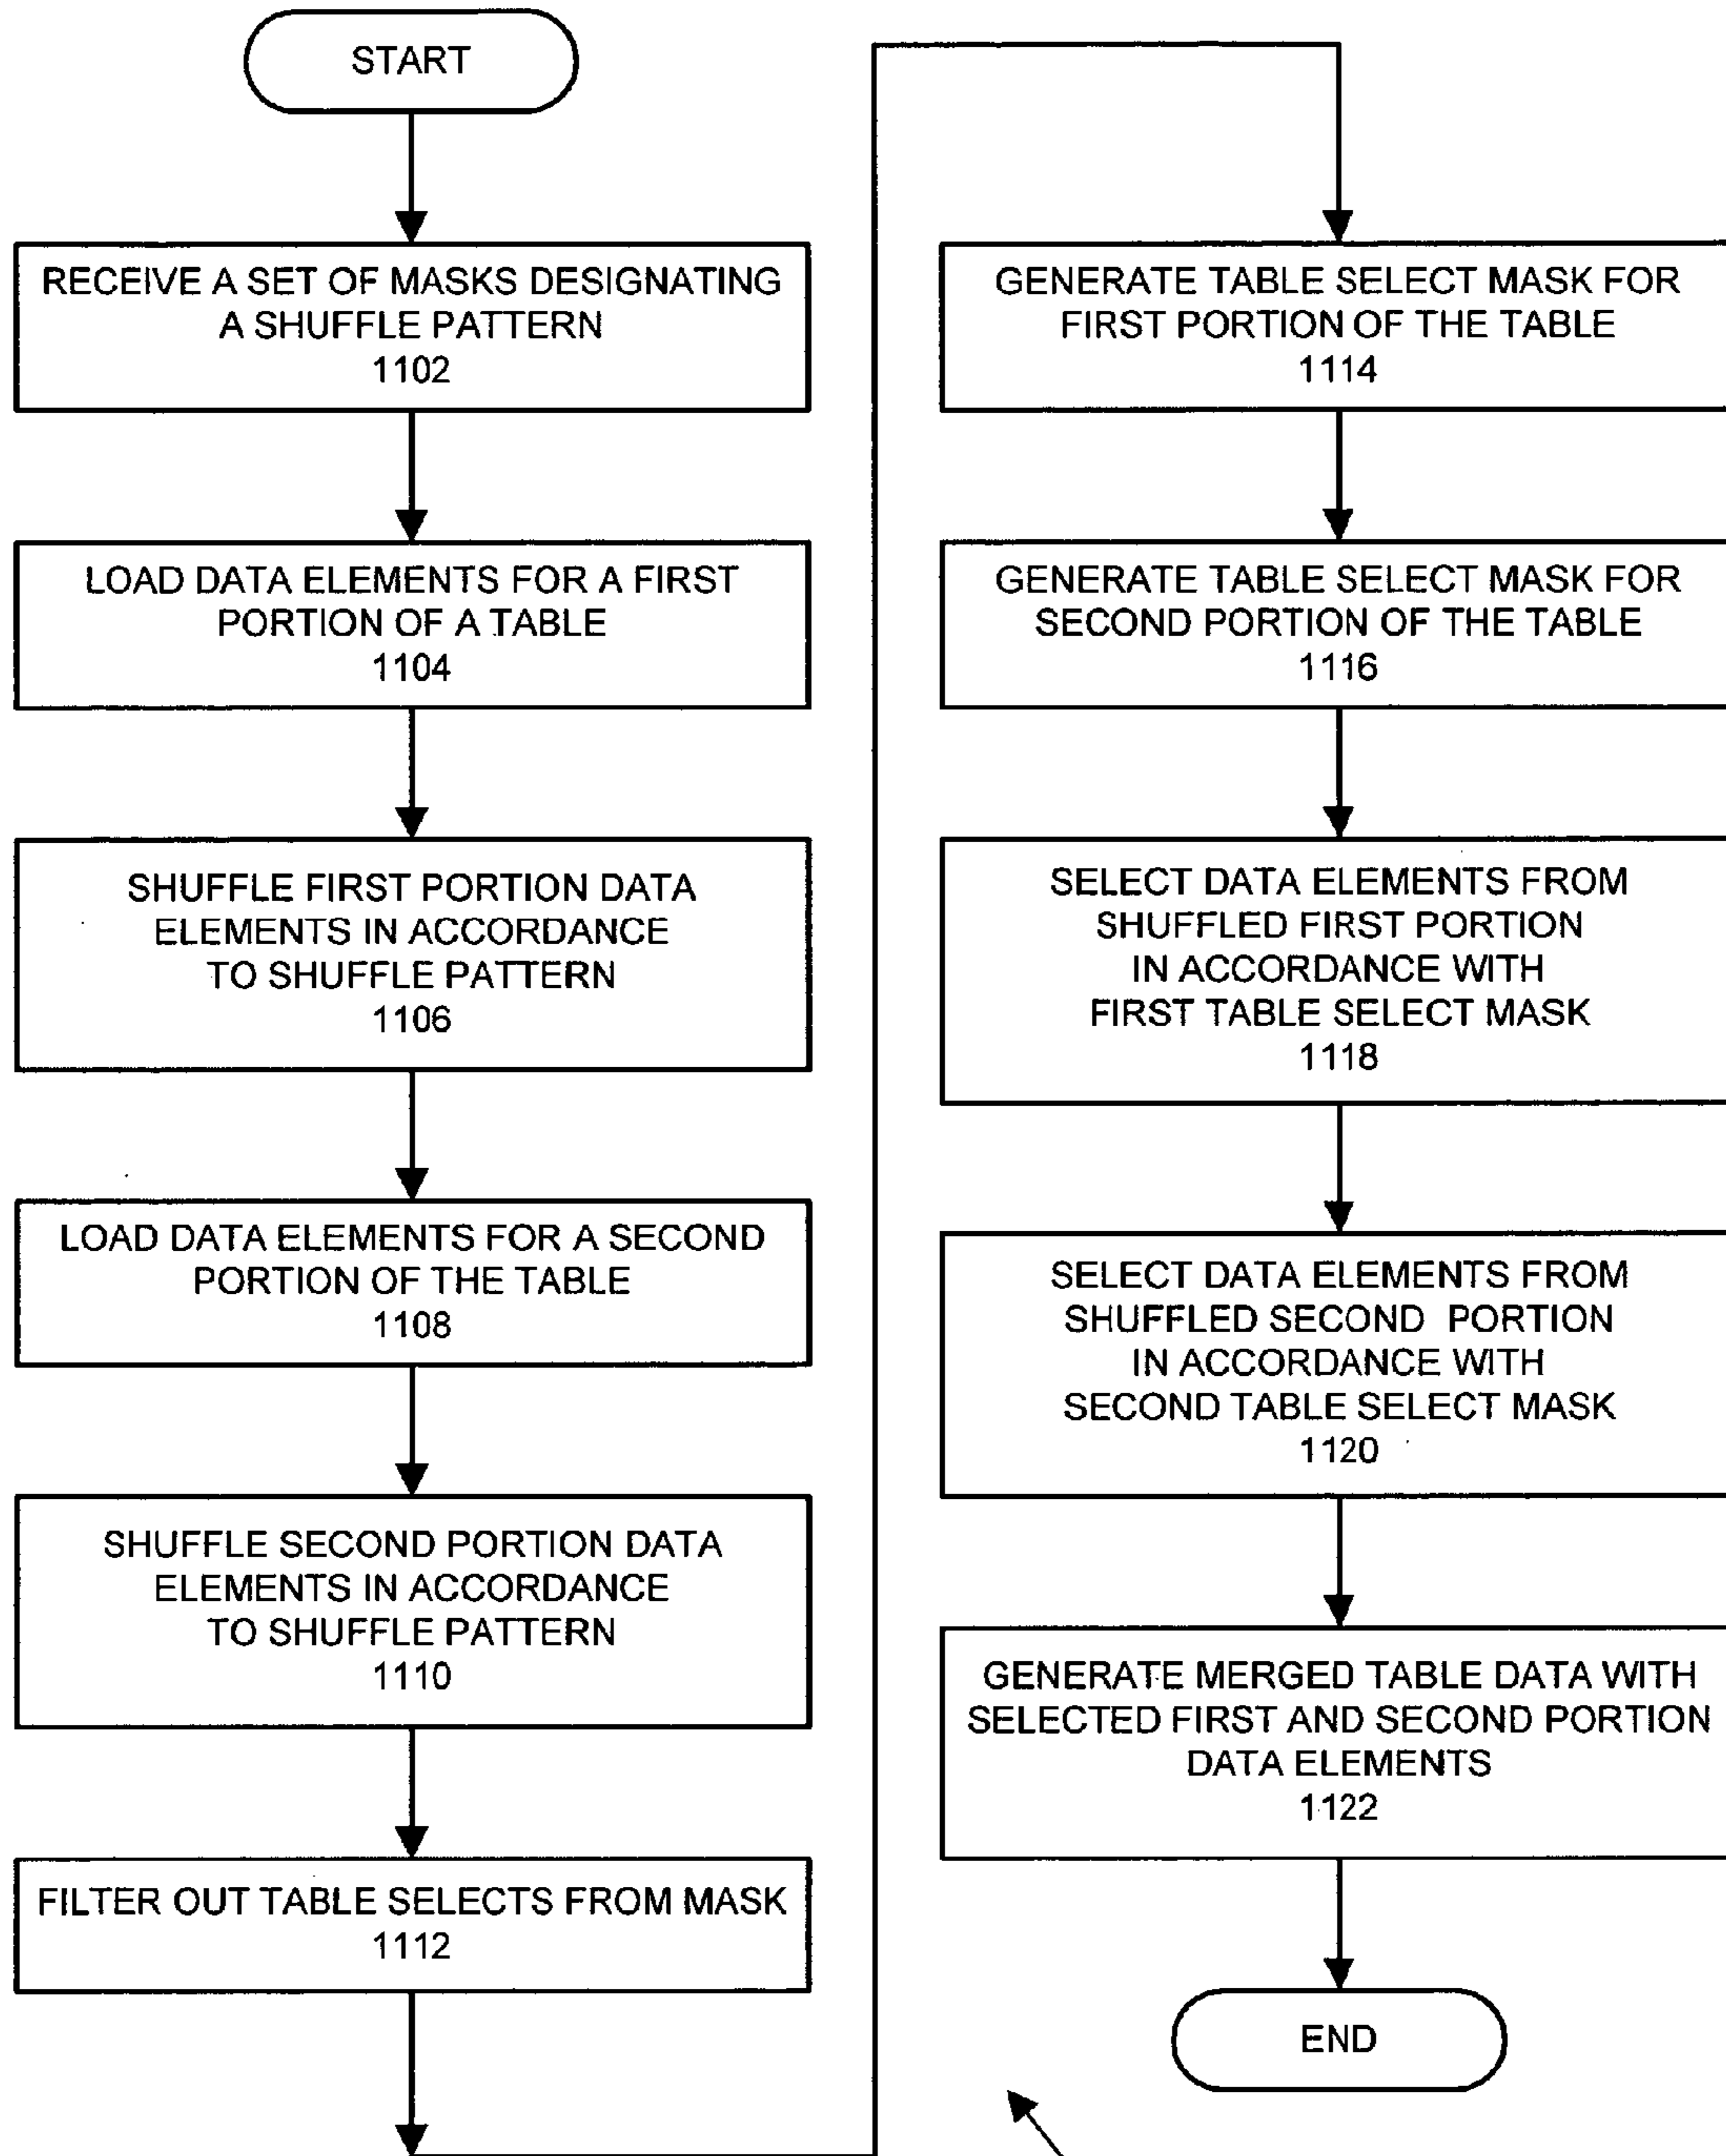 START
RECEIVE A SET OF MASKS DESIGNATING
A SHUFFLE PATTERN
1102
LOAD DATA ELEMENTS FOR A FIRST
PORTION OF A TABLE
1104
SHUFFLE FIRST PORTION DATA
ELEMENTS IN ACCORDANCE
TO SHUFFLE PATTERN
1106
LOAD DATA ELEMENTS FOR A SECOND
PORTION OF THE TABLE
1108
SHUFFLE SECOND PORTION DATA
ELEMENTS IN ACCORDANCE
TO SHUFFLE PATTERN
1110
FILTER OUT TABLE SELECTS FROM MASK
1112
GENERATE TABLE SELECT MASK FOR
FIRST PORTION OF THE TABLE
1114
GENERATE TABLE SELECT MASK FOR
SECOND PORTION OF THE TABLE
1116
SELECT DATA ELEMENTS FROM
SHUFFLED FIRST PORTION
IN ACCORDANCE WITH
FIRST TABLE SELECT MASK
1118
SELECT DATA ELEMENTS FROM
SHUFFLED SECOND PORTION
IN ACCORDANCE WITH
SECOND TABLE SELECT MASK
1120
GENERATE MERGED TABLE DATA WITH
SELECTED FIRST AND SECOND PORTION
DATA ELEMENTS
1122
END